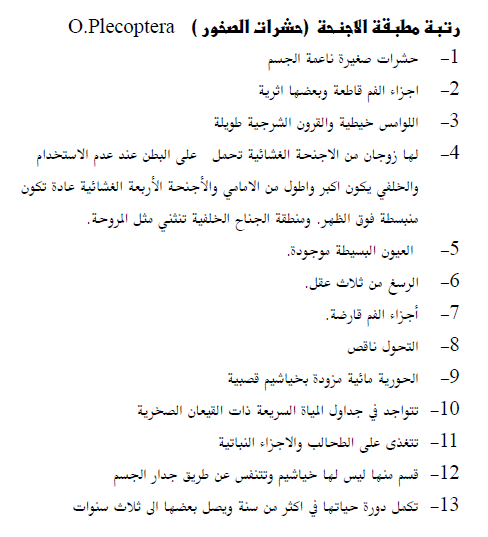 رتبة مطبقة الاجنحة (حشرات الصخور) O.Plecoptera
1- حشرات صغيرة ناعمة الجسم
2- اجزاء الفم قاطعة وبعضها اثرية
3- اللوامس خيطية والقرون الشرجية طويلة
4- لها زوجان من الاجنحة الغشائية تحمل على البطن عند عدم الاستخدام
والخلفي يكون اكبر واطول من الامامي والأجنحة الأربعة الغشائية عادة تكون
منبسطة فوق الظهر. ومنطقة الجناح الخلفية تنثني مثل المروحة.
5- العيون البسيطة موجودة.
6- الرسغ من ثلاث عقل.
7- أجزاء الفم قارضة.
8- التحول ناقص
9- الحورية مائية مزودة بخياشيم قصبية
10- تتواجد في جداول المياة السريعة ذات القيعان الصخرية
11- تتغذى على الطحالب والاجزاء النباتية
12- قسم منها ليس لها خياشيم وتتنفس عن طريق جدار الجسم
13- تكمل دورة حياتها في اكثر من سنة ويصل بعضها الى ثلاث سنوات